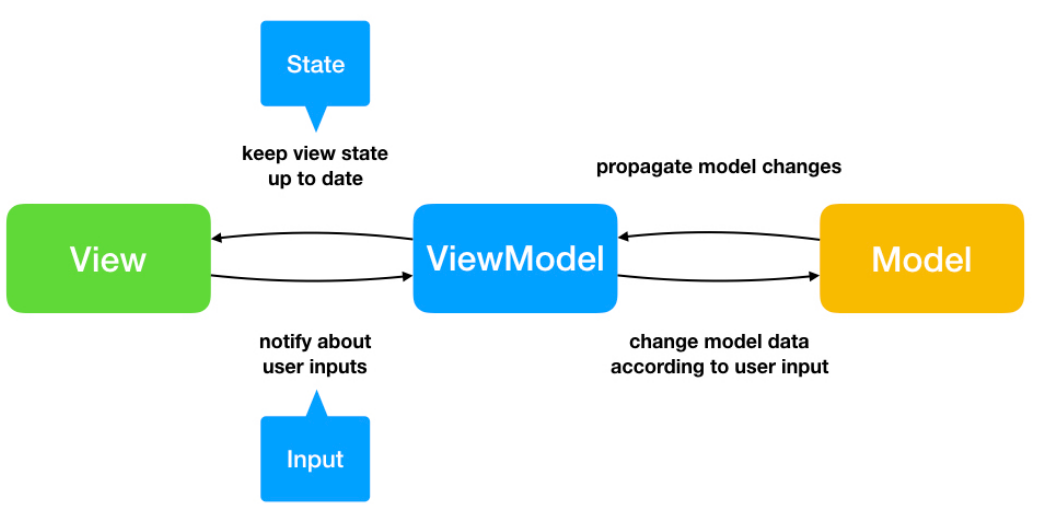 State
keep view state
up to date
propagate model changes
View
ViewModel
Model
notify about
user inputs
change model data
according to user input
Input